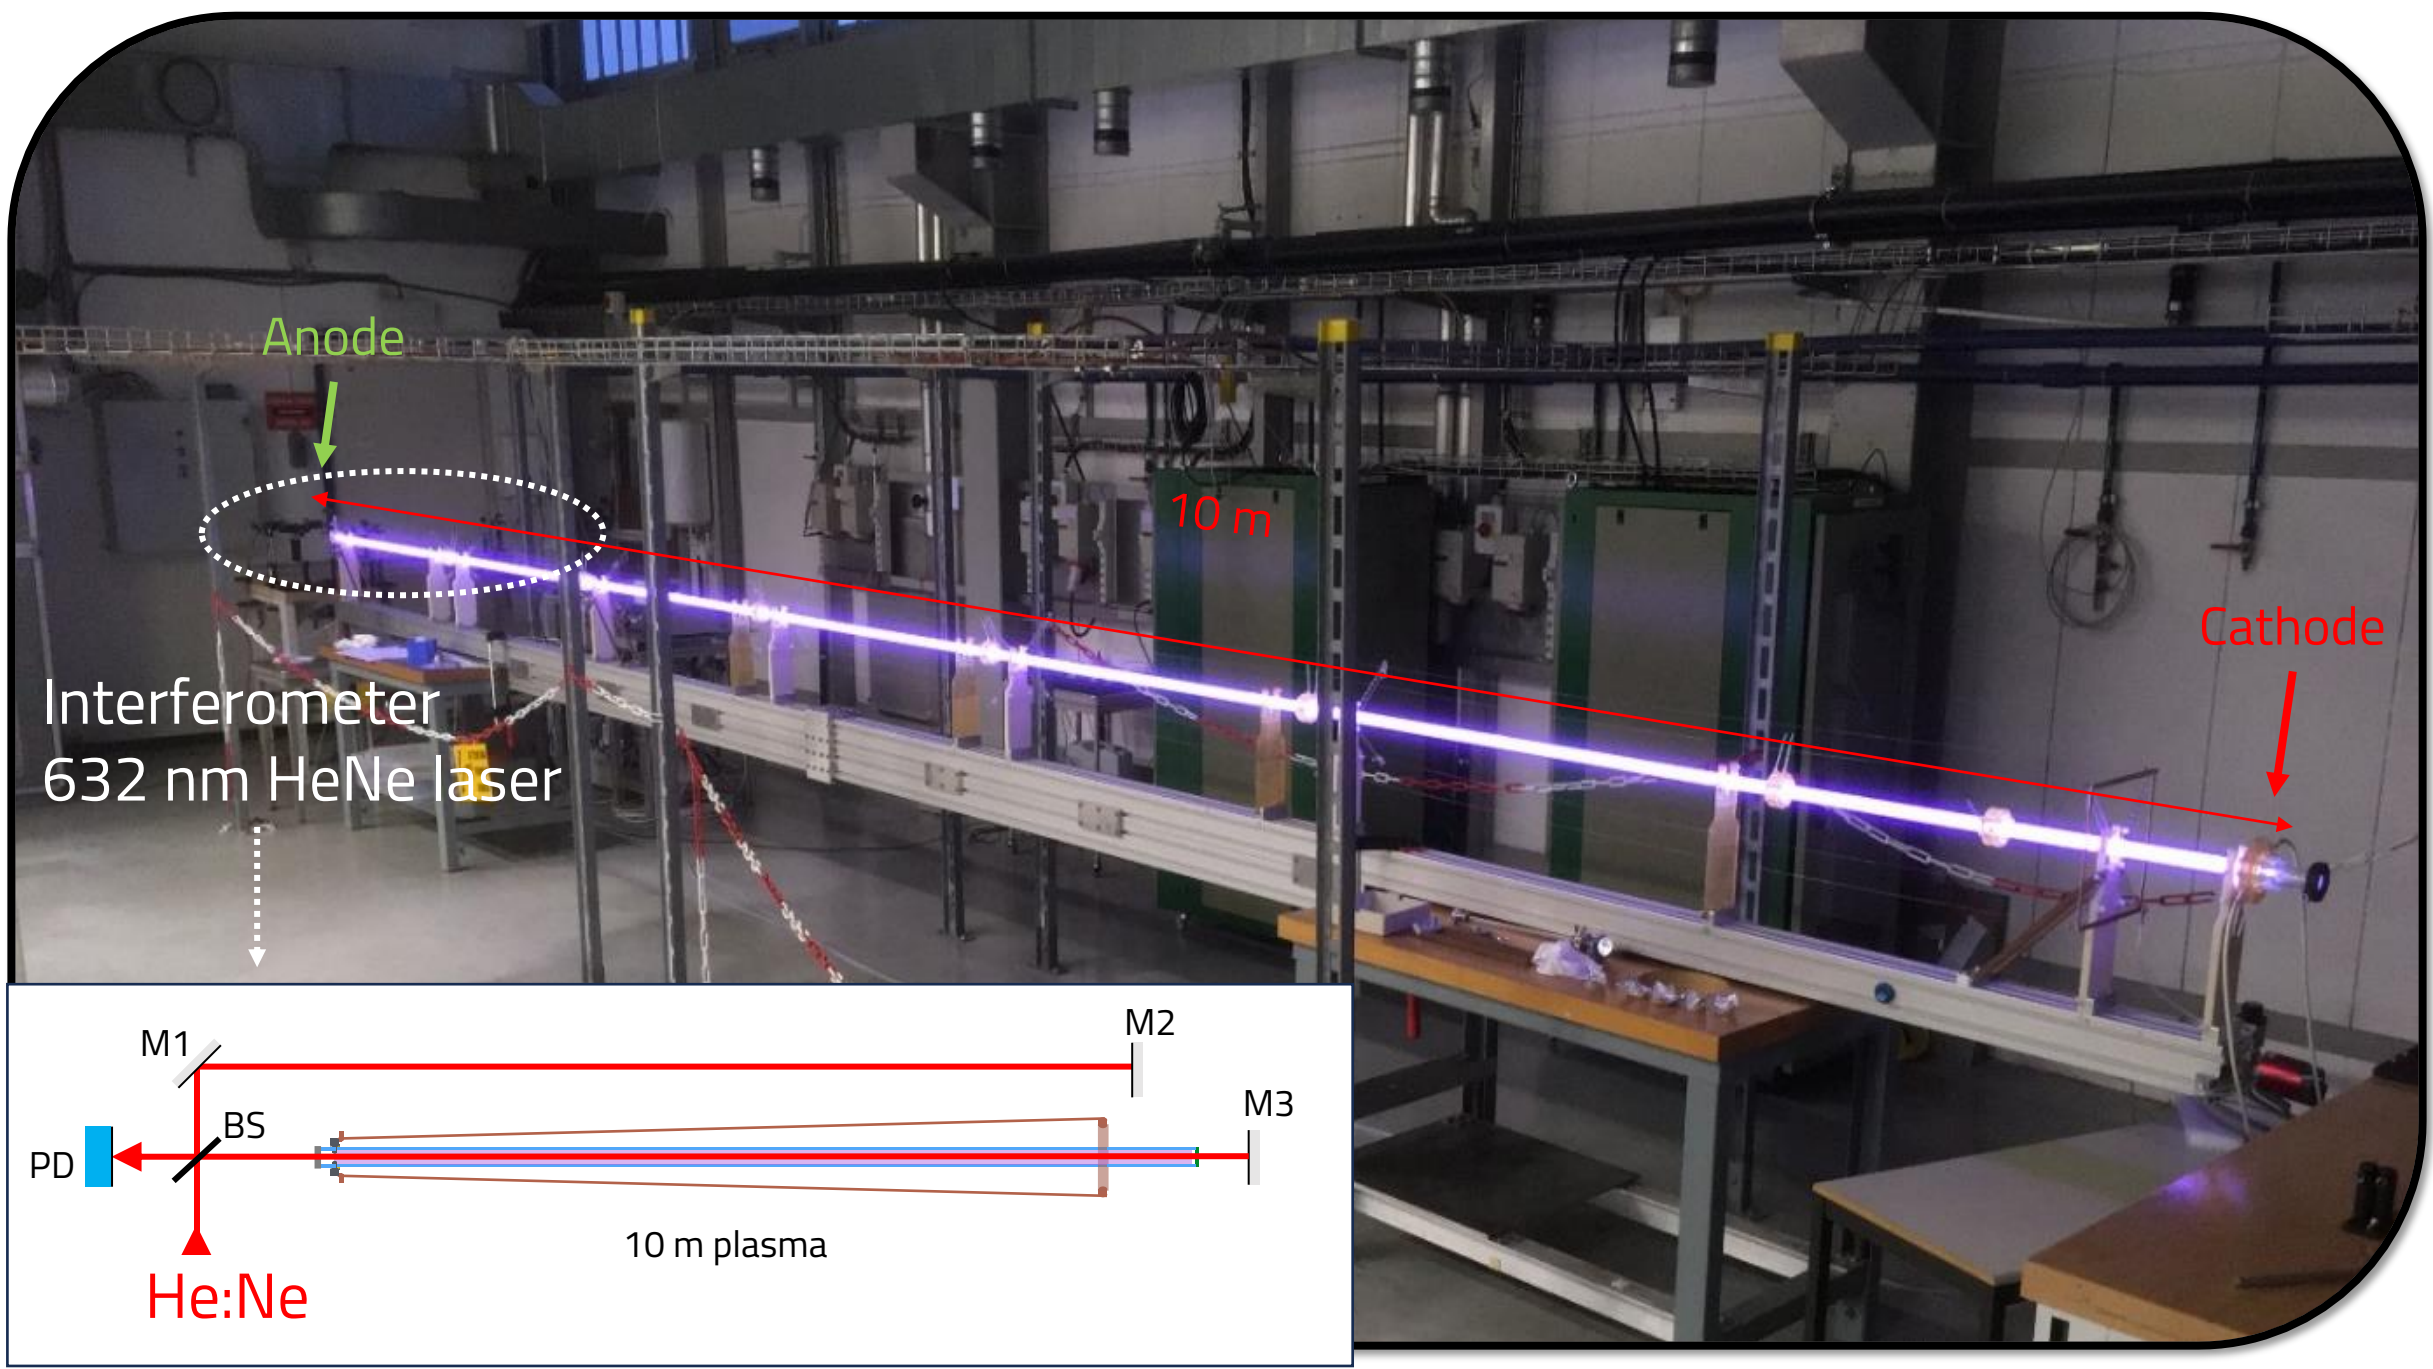 Anode
10 m
Cathode
Interferometer
632 nm HeNe laser
M1
M2
M3
BS
PD
10 m plasma
He:Ne